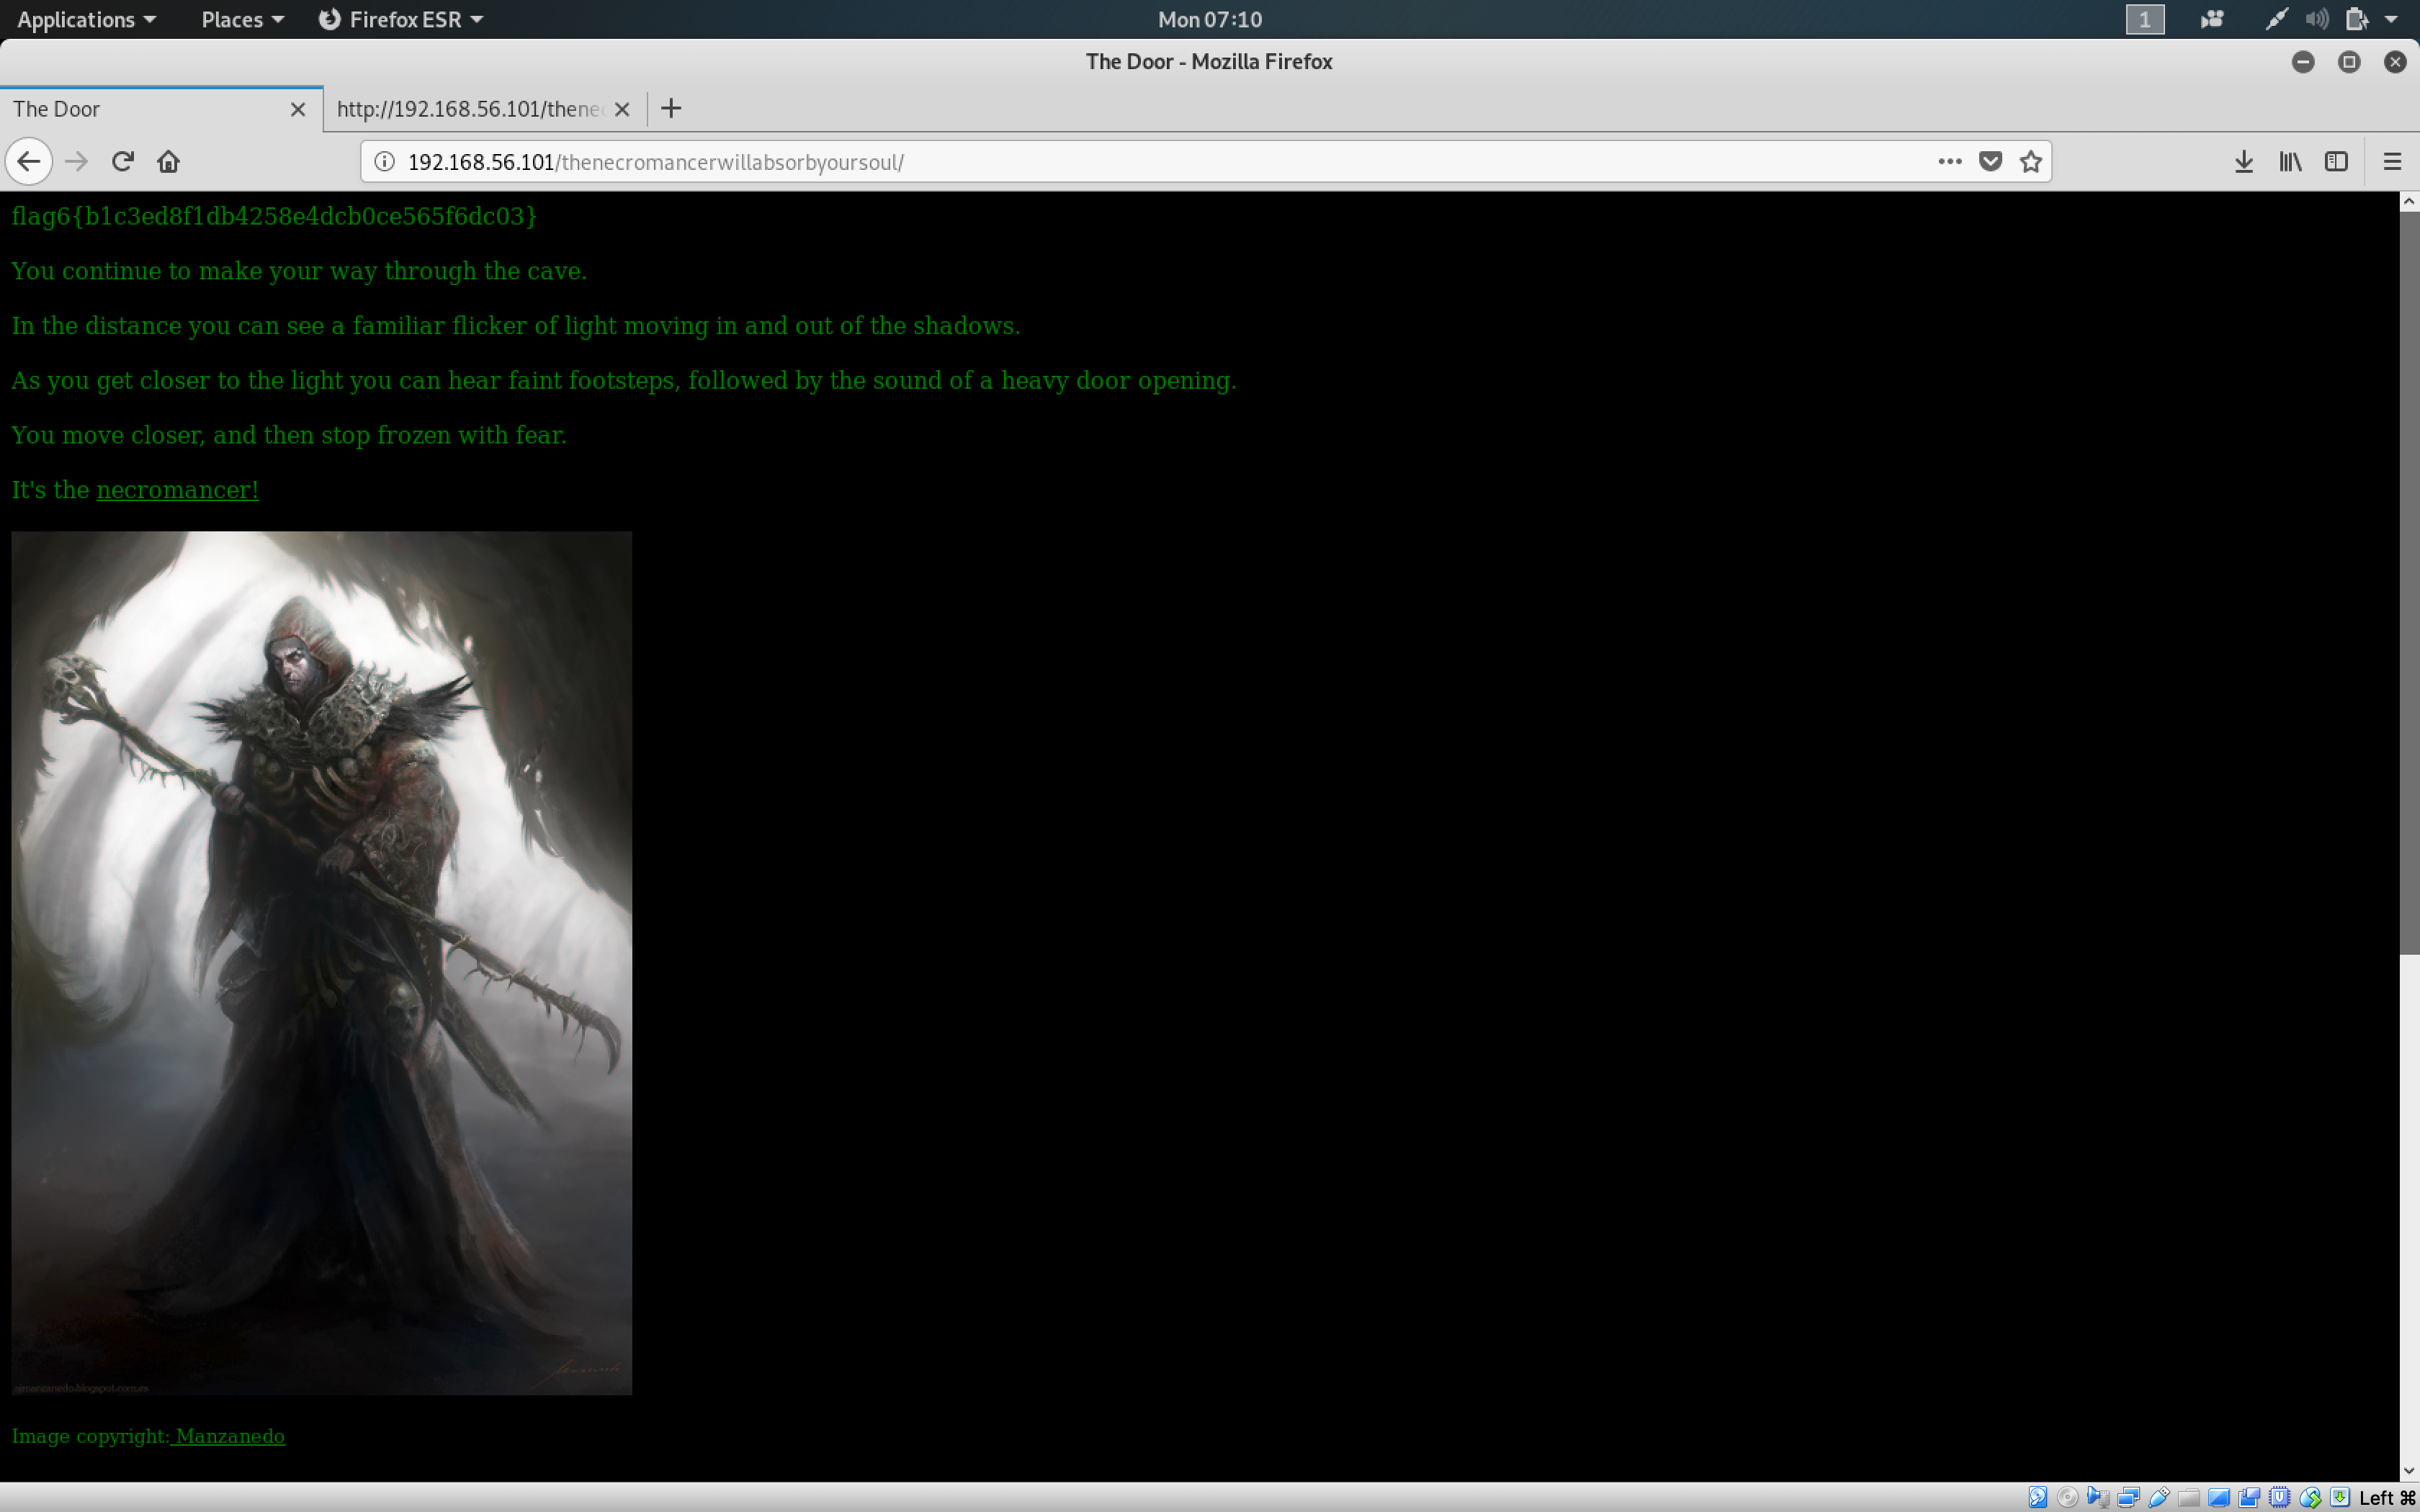 Applications Places Firefox ESR Mon 07:10 1
The Door - Mozilla Firefox
The Door http://192.168.56.101/thene
192.168.56.101/thenecromancerwillabsorbyoursoul/
flag6{b1c3ed8f1db4258e4dcb0ce565f6dc03}
You continue to make your way through the cave.
In the distance you can see a familiar flicker of light moving in and out of the shadows.
As you get closer to the light you can hear faint footsteps, followed by the sound of a heavy door opening.
You move closer, and then stop frozen with fear.
It's the necromancer!
ajmanzanedo.blogspot.com.es
Image copyright: Manzanedo
Left ⌘